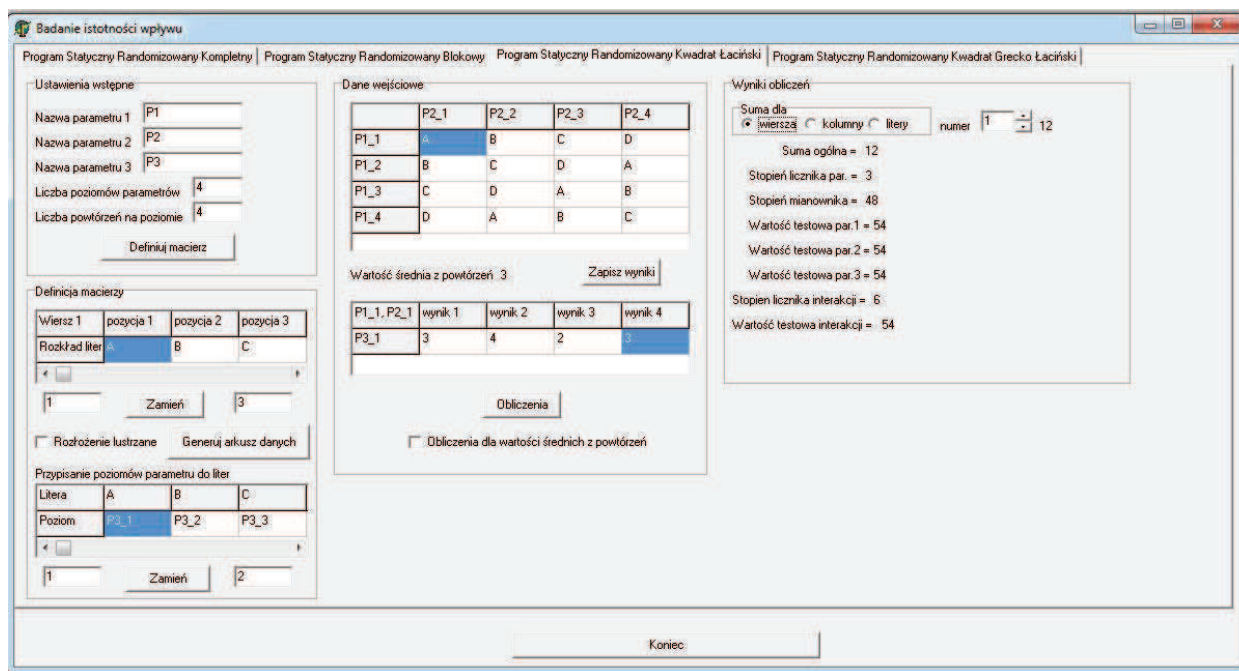 Badanie istotności wpływu
Program Statyczny Randomizowany Kompletny Program Statyczny Randomizowany Blokowy Program Statyczny Randomizowany Kwadrat Łaciński Program Statyczny Randomizowany Kwadrat Grecko Łaciński
Ustawienia wstępne
Nazwa parametru 1 P1
Nazwa parametru 2 P2
Nazwa parametru 3 P3
Liczba poziomów parametrów 4
Liczba powtórzeń na poziomie 4
Definiuj macierz
Definicja macierzy
Wiersz 1 pozycja 1 pozycja 2 pozycja 3
Rozkład liter A B C
1 Zamień 3
Rozłożenie lustrzane Generuj arkusz danych
Przypisanie poziomów parametru do liter
Litera A B C
Poziom P3_1 P3_2 P3_3
1 Zamień 2
Dane wejściowe
P2_1 P2_2 P2_3 P2_4
P1_1 A B C D
P1_2 B C D A
P1_3 C D A B
P1_4 D A B C
Wartość średnia z powtórzeń 3 Zapisz wyniki
P1_1, P2_1 wynik 1 wynik 2 wynik 3 wynik 4
P3_1 3 4 2 3
Obliczenia
Obliczenia dla wartości średnich z powtórzeń
Wyniki obliczeń
Suma dla
wiersza kolumny litery numer 1 12
Suma ogólna = 12
Stopień licznika par. = 3
Stopień mianownika = 48
Wartość testowa par.1 = 54
Wartość testowa par.2 = 54
Wartość testowa par.3 = 54
Stopien licznika interakcji = 6
Wartość testowa interakcji = 54
Koniec